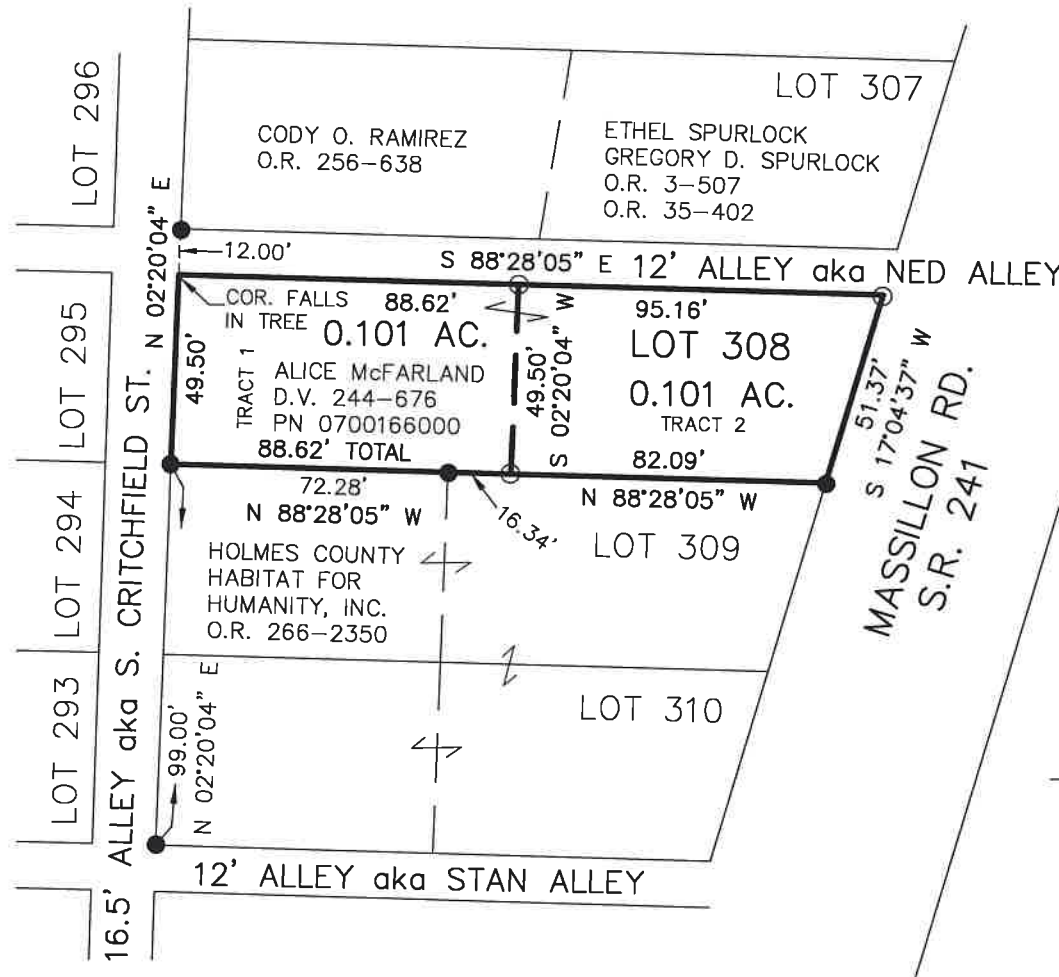 LOT 296
CODY O. RAMIREZ
O.R. 256-638
LOT 307
ETHEL SPURLOCK
GREGORY D. SPURLOCK
O.R. 3-507
O.R. 35-402
N 02°20'04" E
12.00'
S 88°28'05" E
12' ALLEY aka NED ALLEY
LOT 295
COR. FALLS
IN TREE
88.62'
0.101 AC.
49.50'
TRACT 1
ALICE McFARLAND
D.V. 244-676
PN 0700166000
88.62' TOTAL
49.50'
S 02°20'04" W
95.16'
LOT 308
0.101 AC.
TRACT 2
82.09'
51.37'
S 17°04'37" W
MASSILLON RD.
S.R. 241
72.28'
N 88°28'05" W
16.34'
N 88°28'05" W
LOT 309
LOT 294
HOLMES COUNTY
HABITAT FOR
HUMANITY, INC.
O.R. 266-2350
LOT 293
16.5' ALLEY aka S. CRITCHFIELD ST.
99.00'
N 02°20'04" E
LOT 310
12' ALLEY aka STAN ALLEY